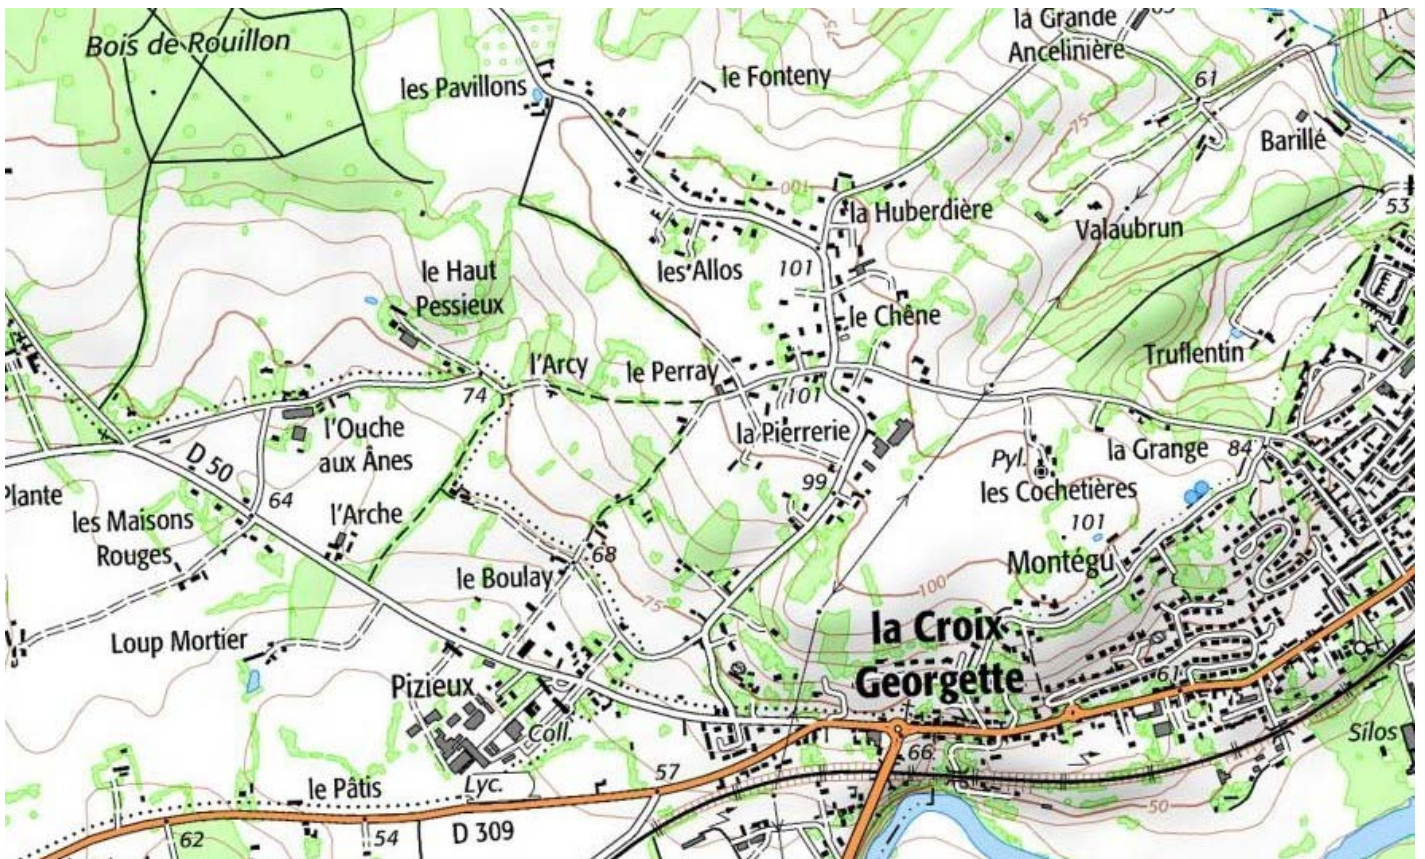 la Grande
Ancelinière
Bois de Rouillon
les Pavillons
le Fonteny
61
75
75
Barillé
100
la Huberdière
53
Valaubrun
les Allos
101
le Haut
Pessieux
le Chêne
Truflentin
l'Arcy
le Perray
74
101
l'Ouche
aux Ânes
la Pierrerie
la Grange
84
D 50
Pyl.
Plante
64
99
les Cochetières
les Maisons
Rouges
l'Arche
101
68
Montégu
le Boulay
75
100
Loup Mortier
la Croix
Georgette
Pizieux
61
Coll.
66
Silos
57
le Pâtis
Lyc.
50
62
54
D 309